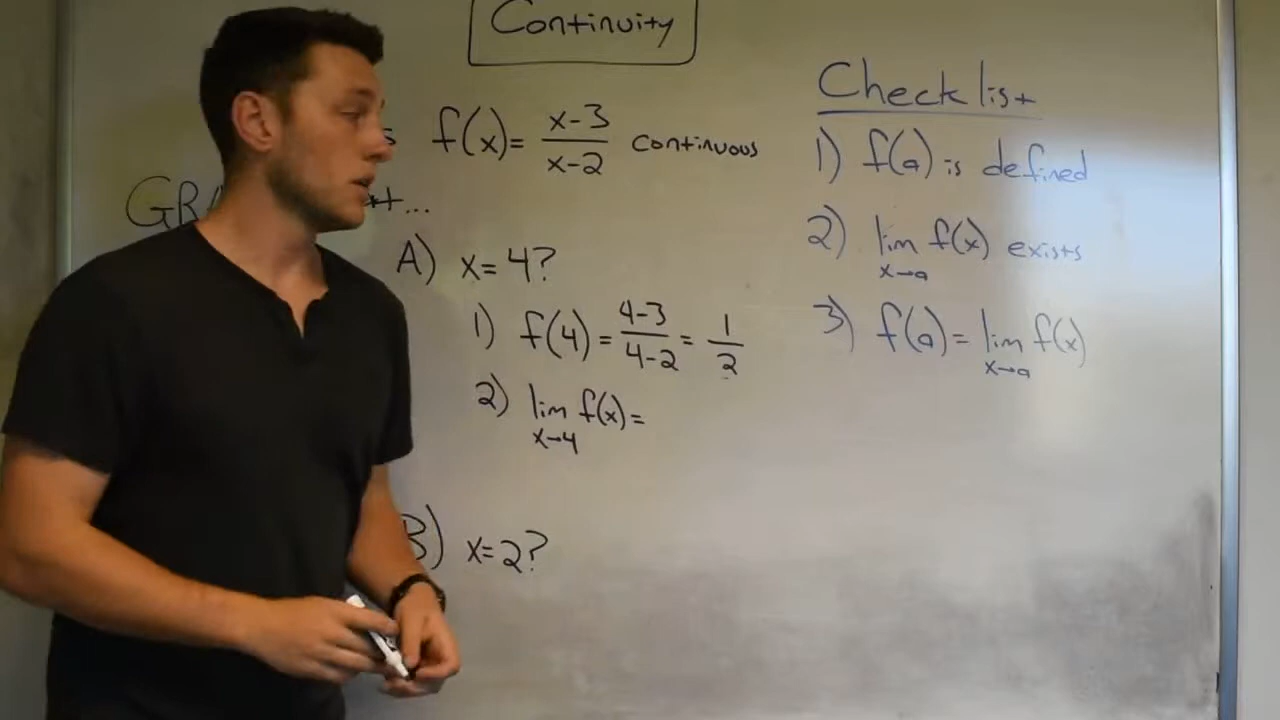 Continuity
f(x)= x-3 / x-2 continuous
at...
A) x=4?
1) f(4)= 4-3 / 4-2 = 1 / 2
2) lim x→4 f(x)=
B) x=2?
Checklist
1) f(a) is defined
2) lim x→a f(x) exists
3) f(a)= lim x→a f(x)